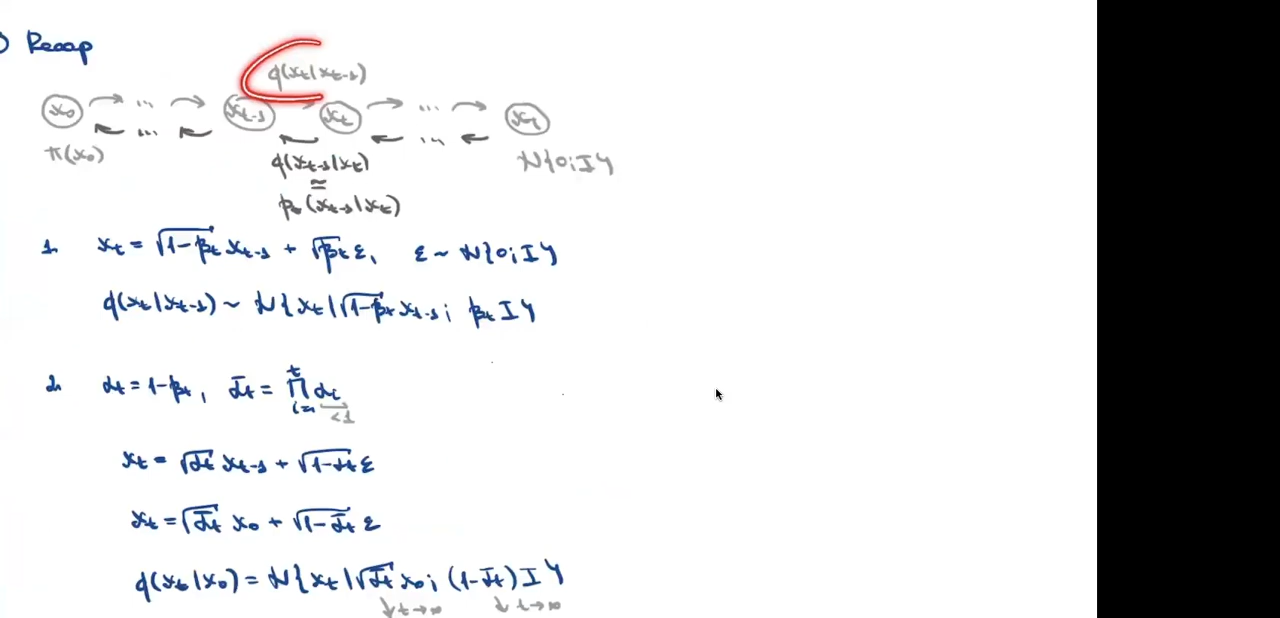 Recap
q(xₜ|xₜ₋₁)
x₀ ... xₜ₋₁ xₜ ... x_T
...
π(x₀) q(xₜ₋₁|xₜ) N{0; I}
≈
(xₜ₋₁|xₜ)
1. xₜ = √(1-βₜ) xₜ₋₁ + √βₜ ε, ε ~ N{0; I}
q(xₜ|xₜ₋₁) ~ N{xₜ|√(1-βₜ) xₜ₋₁; βₜ I}
2. αₜ = 1-βₜ, ᾱₜ = ∏ᵢ₌₁ᵗ αᵢ
<1
xₜ = √αₜ xₜ₋₁ + √(1-αₜ) ε
xₜ = √ᾱₜ x₀ + √(1-ᾱₜ) ε
q(xₜ|x₀) = N{xₜ|√ᾱₜ x₀; (1-ᾱₜ) I}
↓ t→∞ ↓ t→∞